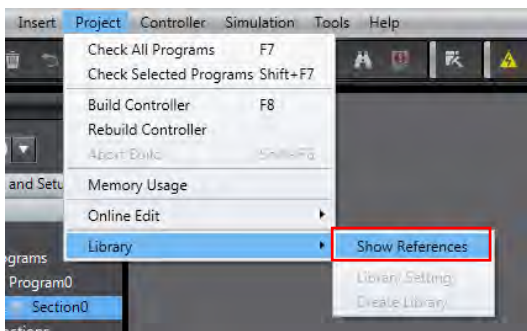 Insert Project Controller Simulation Tools Help
Check All Programs F7
Check Selected Programs Shift+F7
Build Controller F8
Rebuild Controller
Abort Build Shift+F8
Memory Usage
Online Edit
Library
Show References
Library Setting
Create Library
and Setu
ograms
Program0
Section0